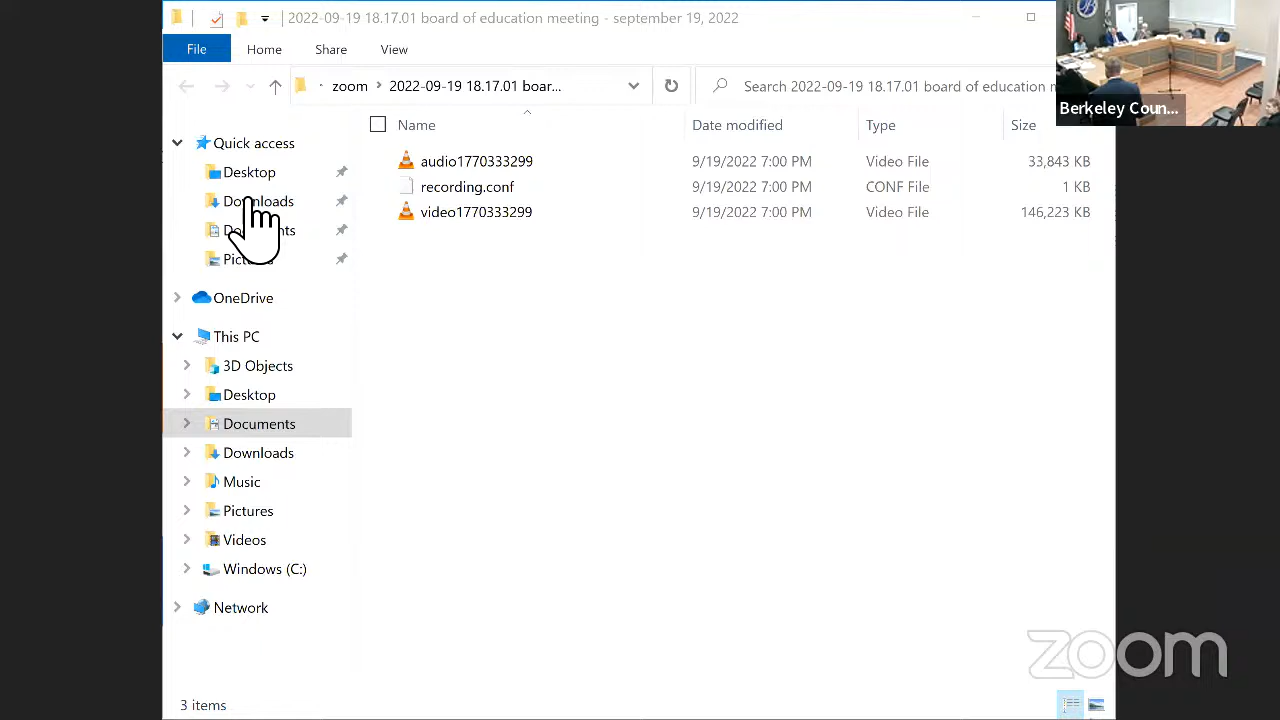 2022-09-19 18.17.01 board of education meeting - september 19, 2022
File Home Share View
zoom 2022-09-19 18.17.01 boar...
Search 2022-09-19 18.17.01 board of education m
Berkeley Coun...
Name Date modified Type Size
audio1770333299 9/19/2022 7:00 PM Video File 33,843 KB
recording.conf 9/19/2022 7:00 PM CONF File 1 KB
video1770333299 9/19/2022 7:00 PM Video File 146,223 KB
Quick access
Desktop
Downloads
Documents
Pictures
OneDrive
This PC
3D Objects
Desktop
Documents
Downloads
Music
Pictures
Videos
Windows (C:)
Network
3 items
zoom